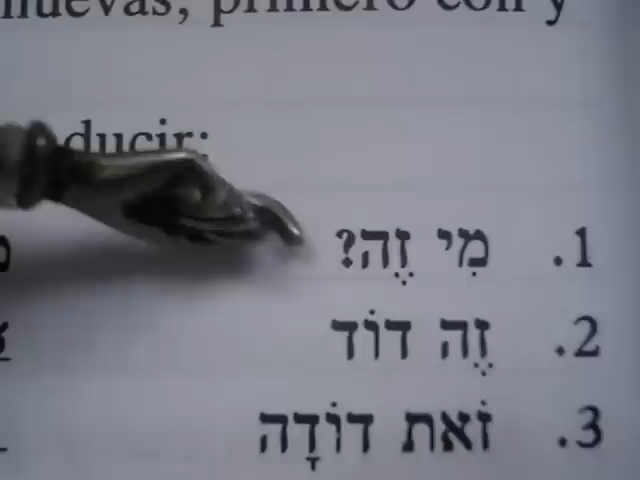 nuevas, primero con y
ducir:
1. מִי זֶה?
2. זֶה דוֹד
3. זֹאת דוֹדָה